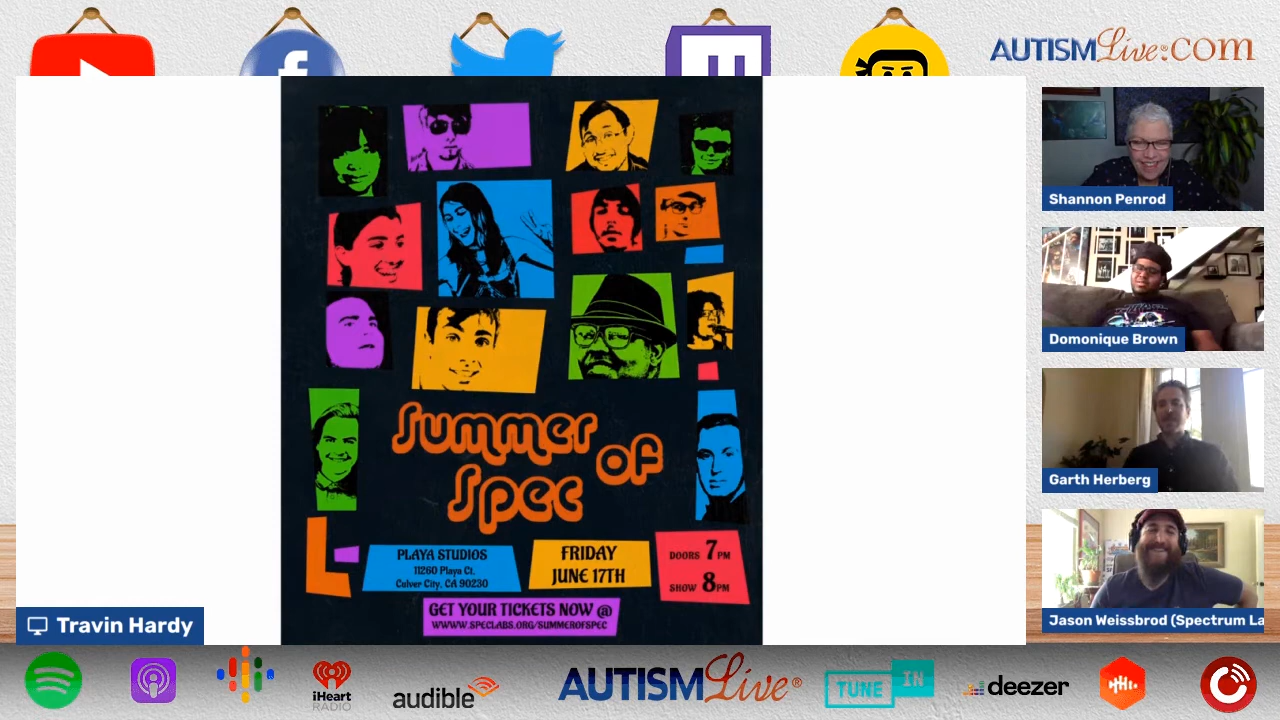 AUTISMLive®.com
Shannon Penrod
Domonique Brown
Garth Herberg
Jason Weissbrod (Spectrum La
Summer
of
Spec
PLAYA STUDIOS
11260 Playa Ct.
Culver City, CA 90230
FRIDAY
JUNE 17TH
DOORS 7PM
SHOW 8PM
GET YOUR TICKETS NOW @
WWWW.SPECLABS.ORG/SUMMEROFSPEC
Travin Hardy
iHeart
RADIO
audible
AUTISMLive®
TUNE IN
deezer